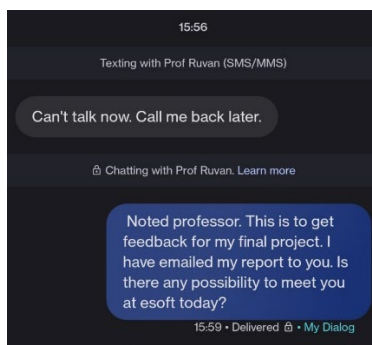 15:56
Texting with Prof Ruvan (SMS/MMS)
Can't talk now. Call me back later.
Chatting with Prof Ruvan. Learn more
Noted professor. This is to get
feedback for my final project. I
have emailed my report to you. Is
there any possibility to meet you
at esoft today?
15:59 • Delivered • My Dialog